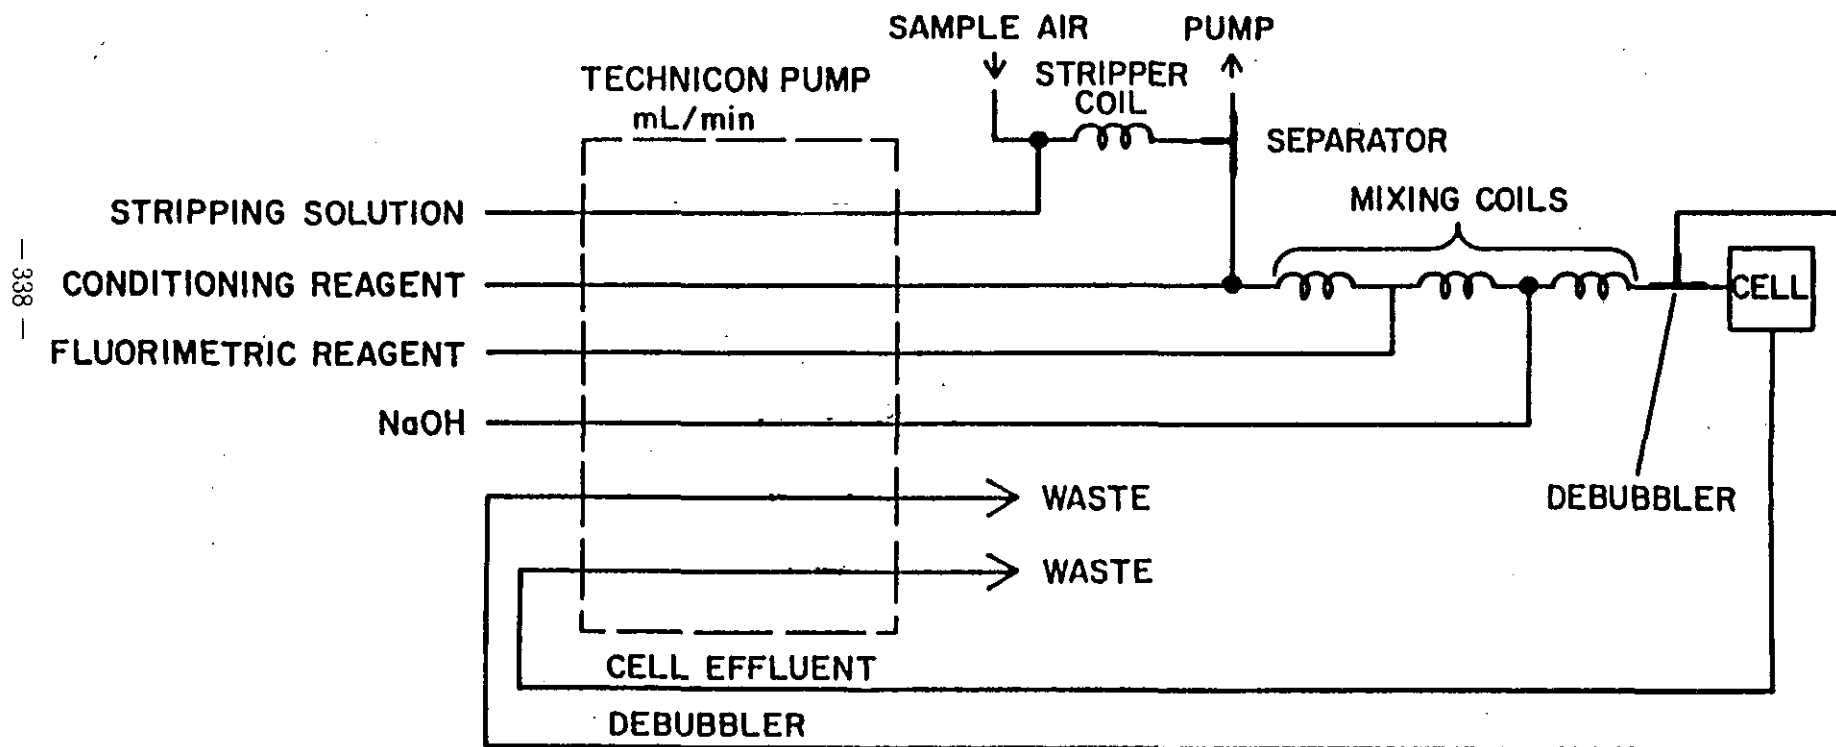 SAMPLE AIR
PUMP
TECHNICON PUMP
mL/min
STRIPPER
COIL
SEPARATOR
STRIPPING SOLUTION
MIXING COILS
CONDITIONING REAGENT
CELL
FLUORIMETRIC REAGENT
NaOH
DEBUBBLER
WASTE
WASTE
CELL EFFLUENT
DEBUBBLER
— 338 —